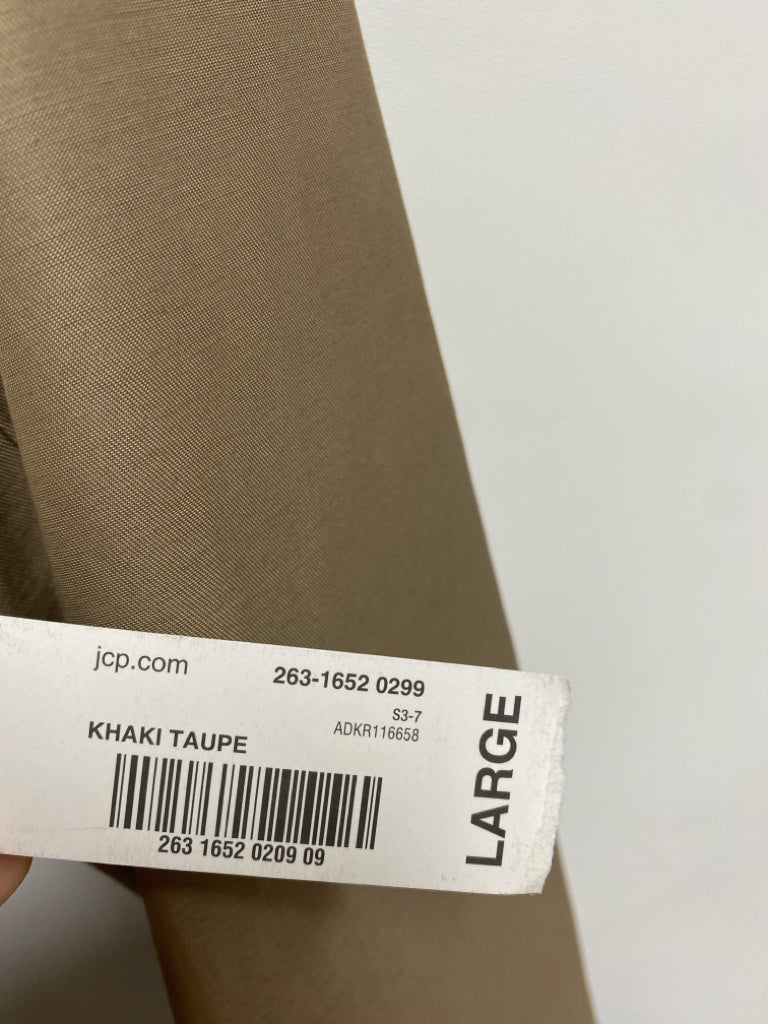 jcp.com
263-1652 0299
S3-7
ADKR116658
KHAKI TAUPE
263 1652 0209 09
LARGE